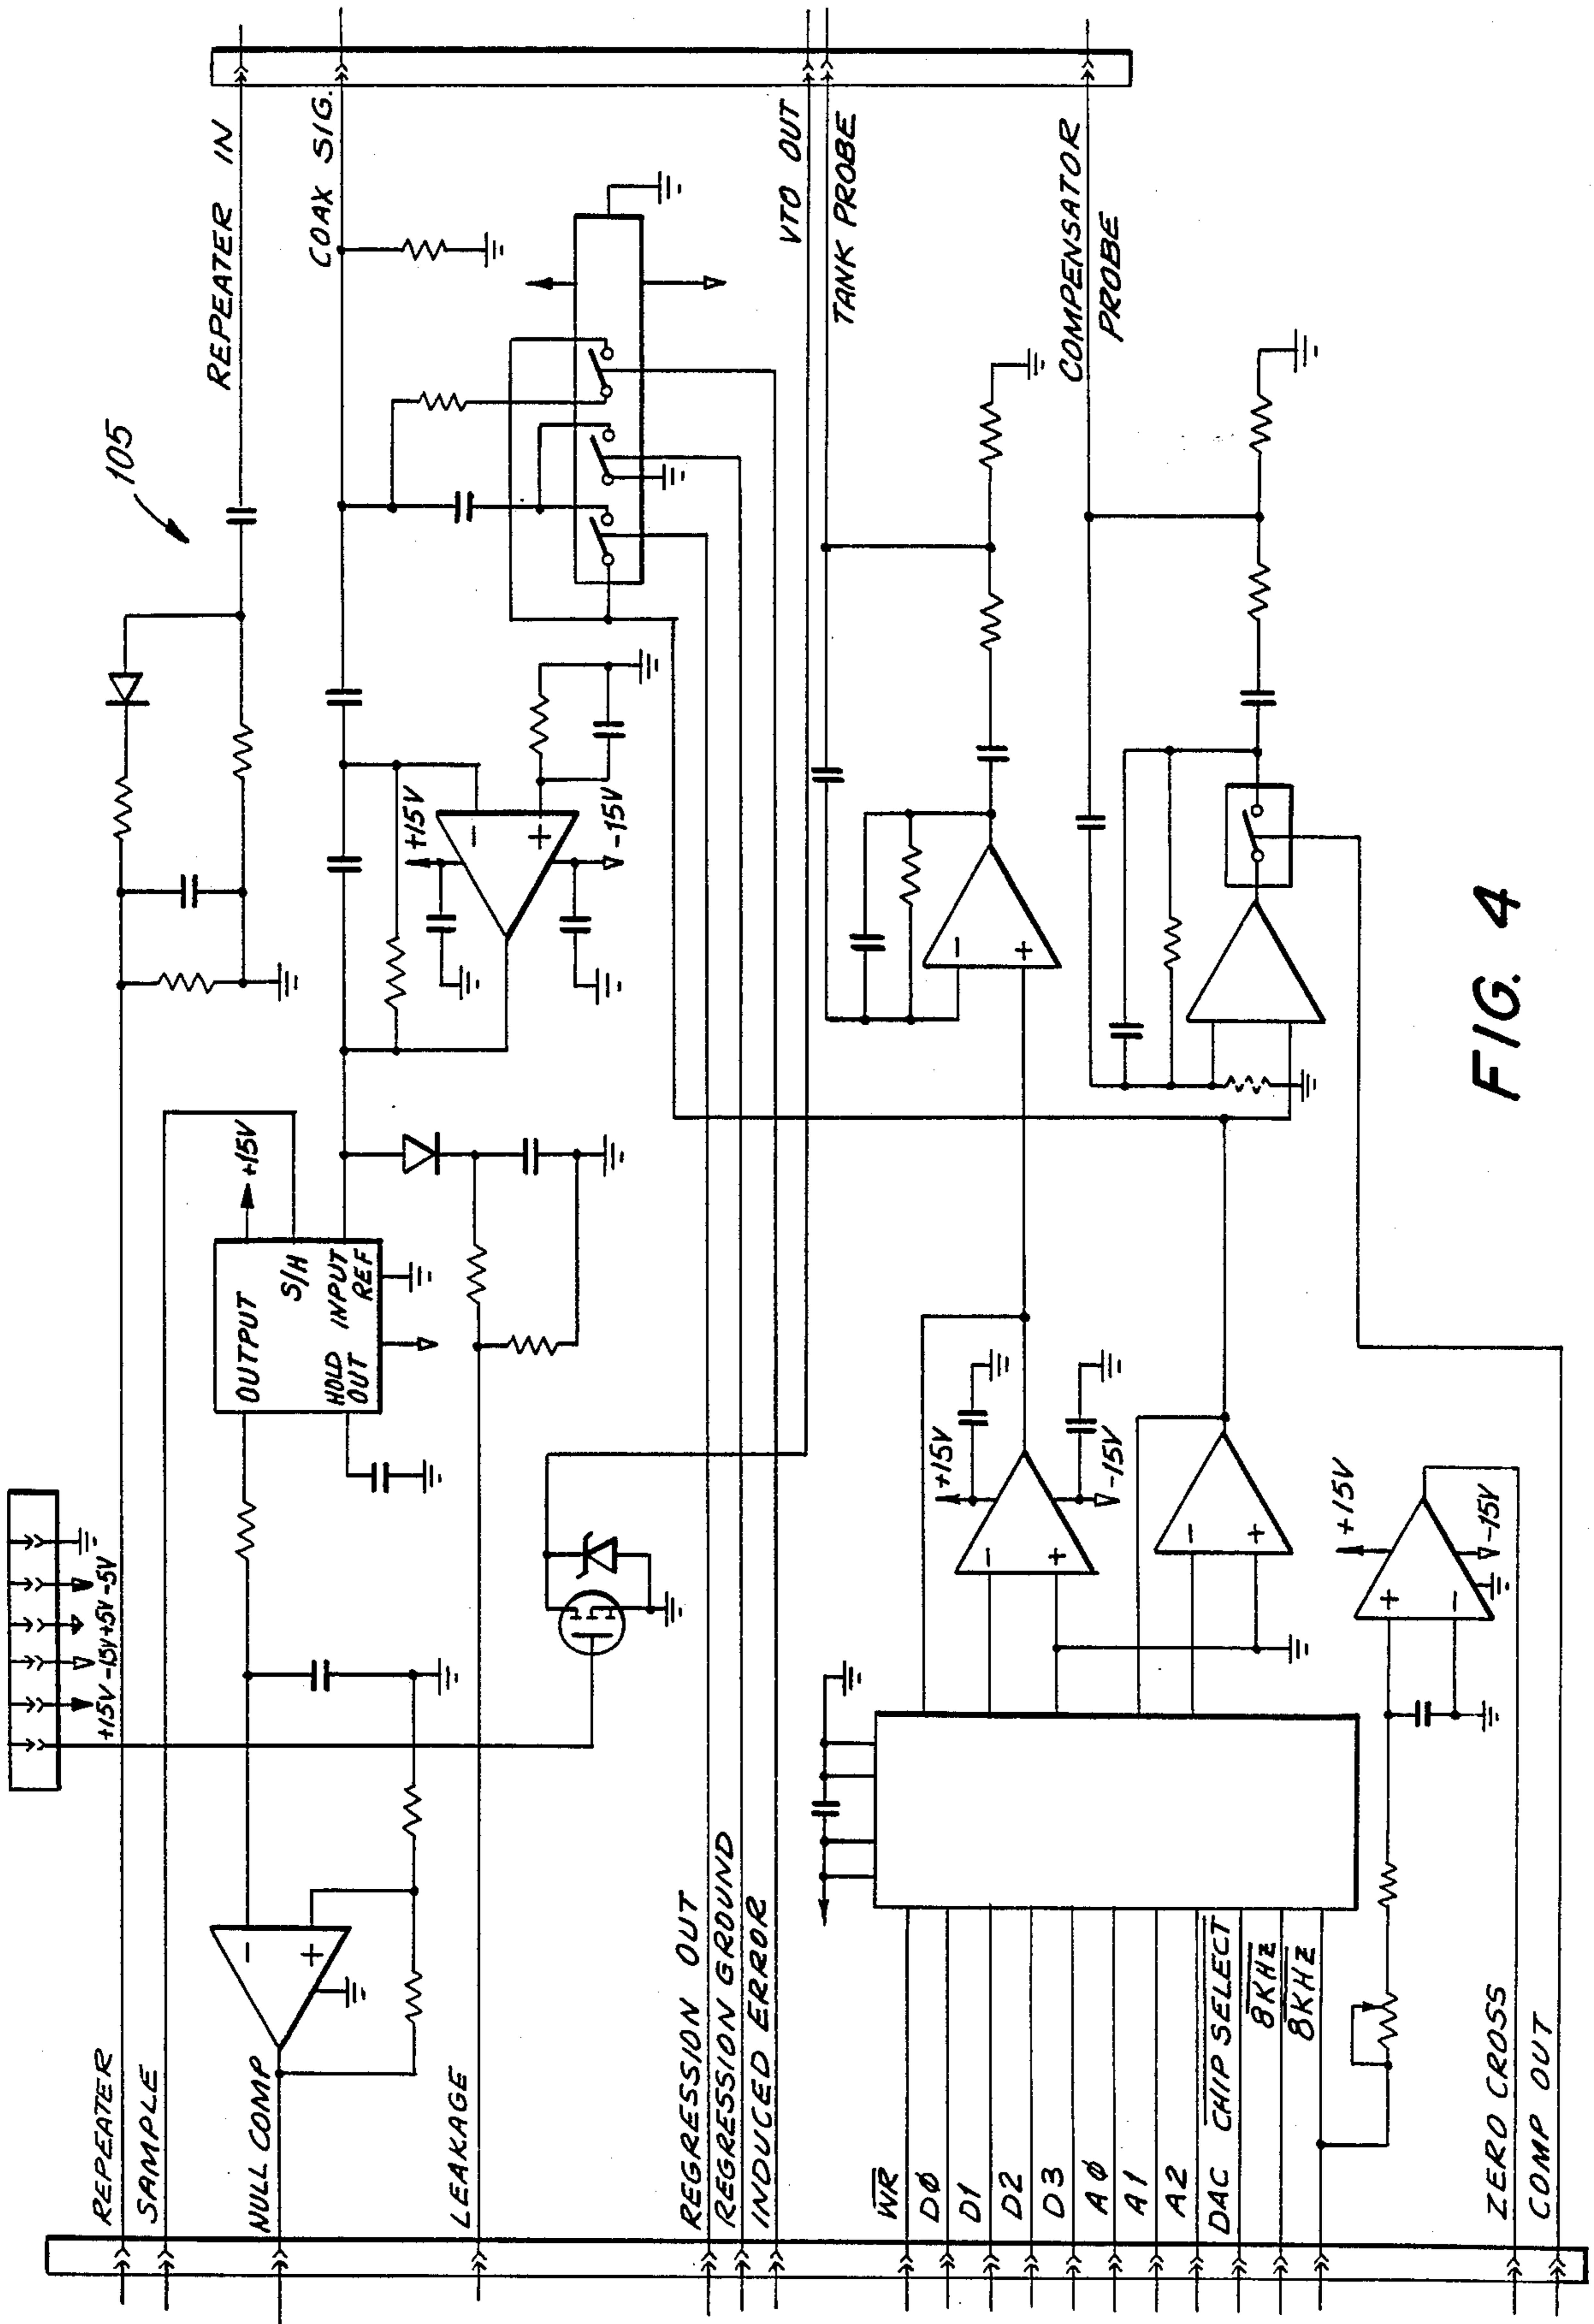 105
REPEATER IN
COAX SIG.
VTO OUT
TANK PROBE
COMPENSATOR
PROBE
+15V
-15V
-
+
+15V
OUTPUT
S/H
HOLD
OUT
INPUT
REF
+15V -15V +5V -5V
-
+
REPEATER
SAMPLE
NULL COMP
LEAKAGE
REGRESSION OUT
REGRESSION GROUND
INDUCED ERROR
-
+
+15V
-15V
-
+
-
+
+15V
-15V
+
-
WR
DØ
D1
D2
D3
AØ
A1
A2
DAC CHIP SELECT
8KHz
8KHz
ZERO CROSS
COMP OUT
FIG. 4